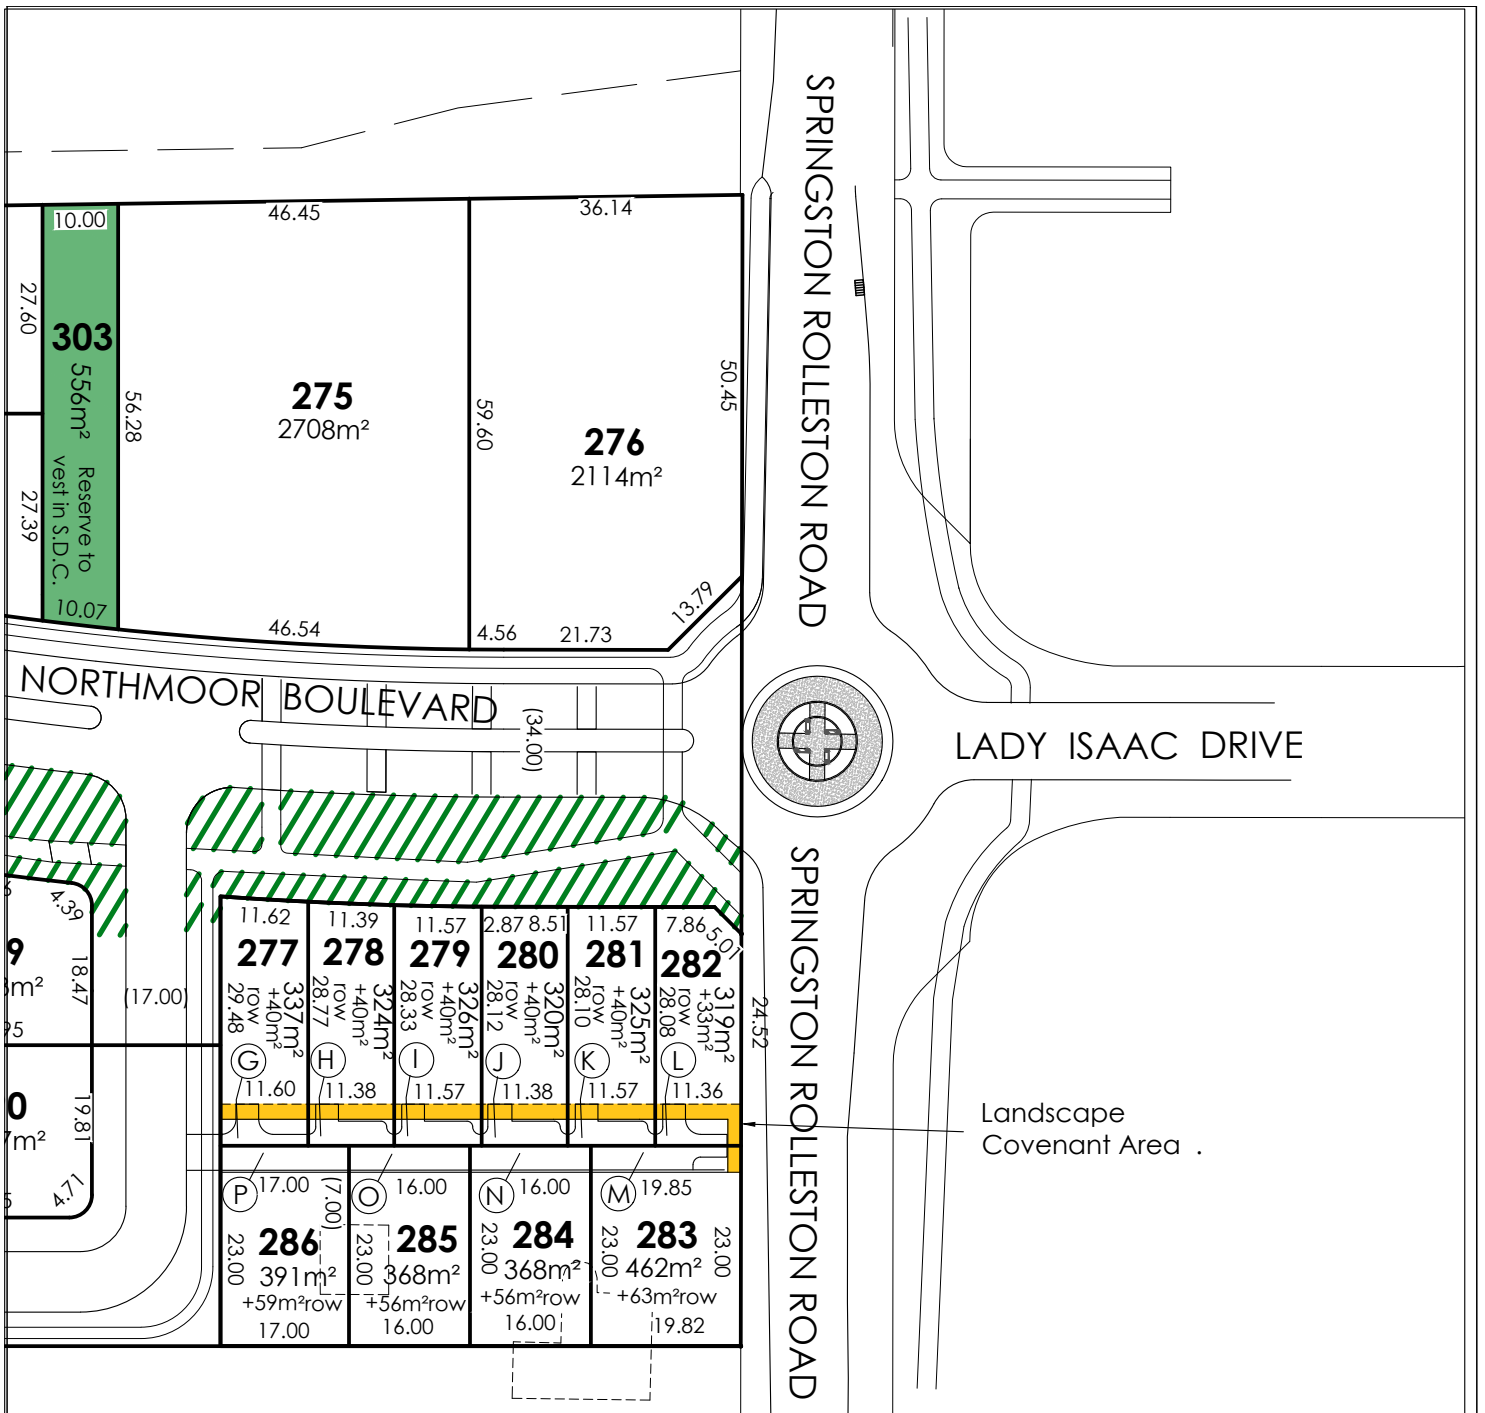 10.00
46.45
36.14
27.60
303
556m²
Reserve to
vest in S.D.C.
56.28
275
2708m²
59.60
276
2114m²
50.45
27.39
10.07
46.54
4.56
21.73
13.79
SPRINGSTON ROLLESTON ROAD
NORTHMOOR BOULEVARD
(34.00)
LADY ISAAC DRIVE
4.39
9
18.47
(17.00)
19.81
4.71
11.62
277
337m²
+40m²
row
29.48
G
11.60
11.39
278
324m²
+40m²
row
28.77
H
11.38
11.57
279
326m²
+40m²
row
28.33
I
11.57
2.87 8.51
280
320m²
+40m²
row
28.12
J
11.38
11.57
281
325m²
+40m²
row
28.10
K
11.57
7.86
5.01
282
319m²
+33m²
row
28.08
L
11.36
24.52
SPRINGSTON ROLLESTON ROAD
Landscape
Covenant Area .
P
17.00
(7.00)
23.00
286
391m²
+59m²row
17.00
O
16.00
23.00
285
368m²
+56m²row
16.00
N
16.00
23.00
284
368m²
+56m²row
16.00
M
19.85
23.00
283
462m²
+63m²row
19.82
23.00